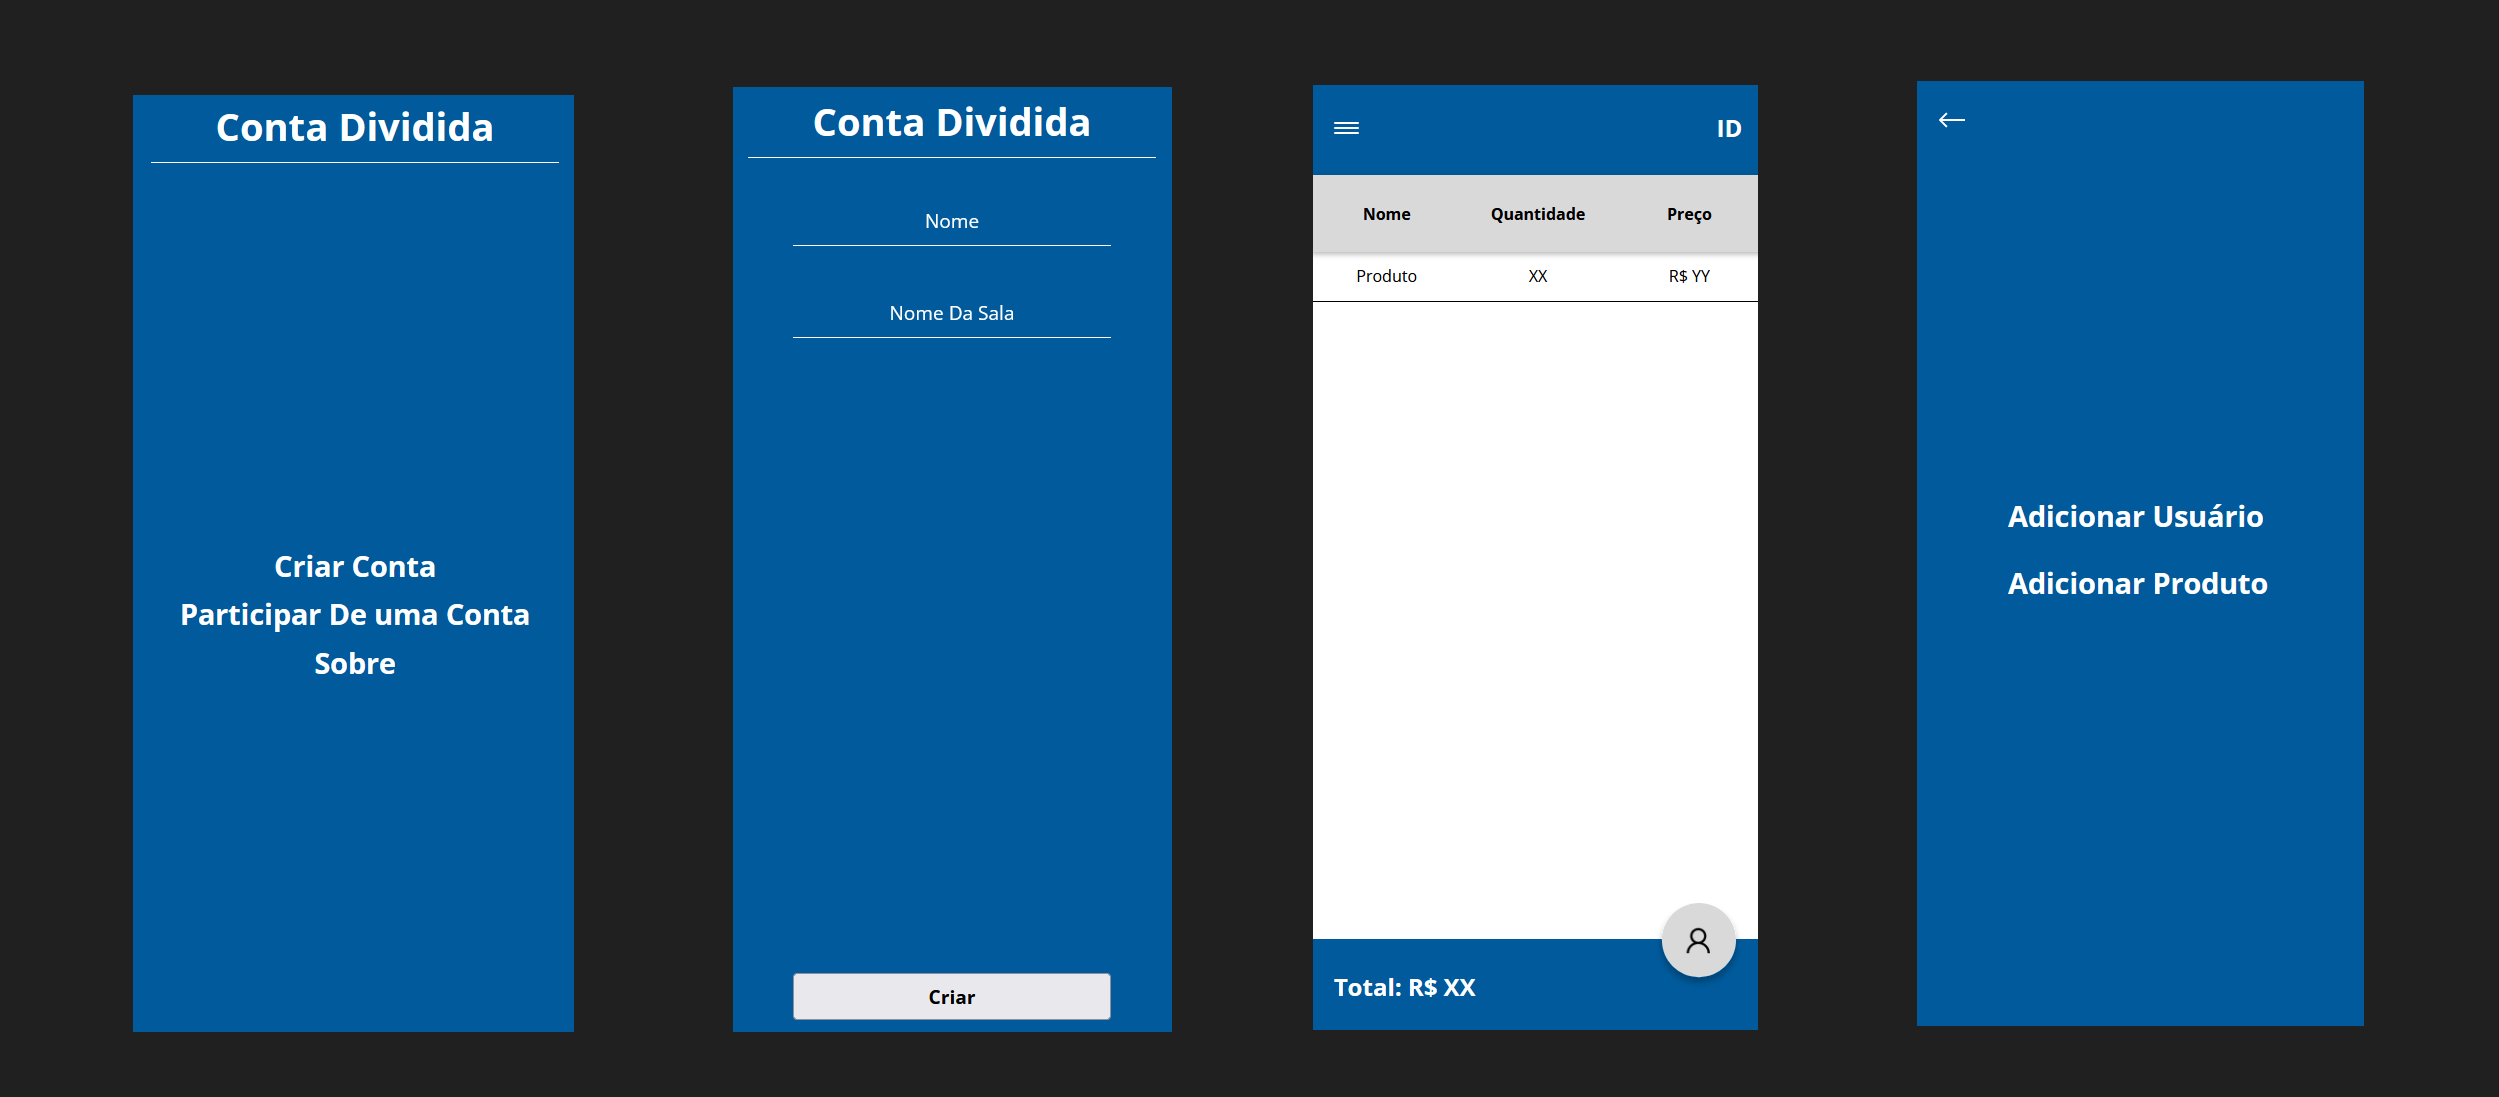 Conta Dividida
Criar Conta
Participar De uma Conta
Sobre
Conta Dividida
Nome
Nome Da Sala
Criar
ID
Nome Quantidade Preço
Produto XX R$ YY
Total: R$ XX
Adicionar Usuário
Adicionar Produto